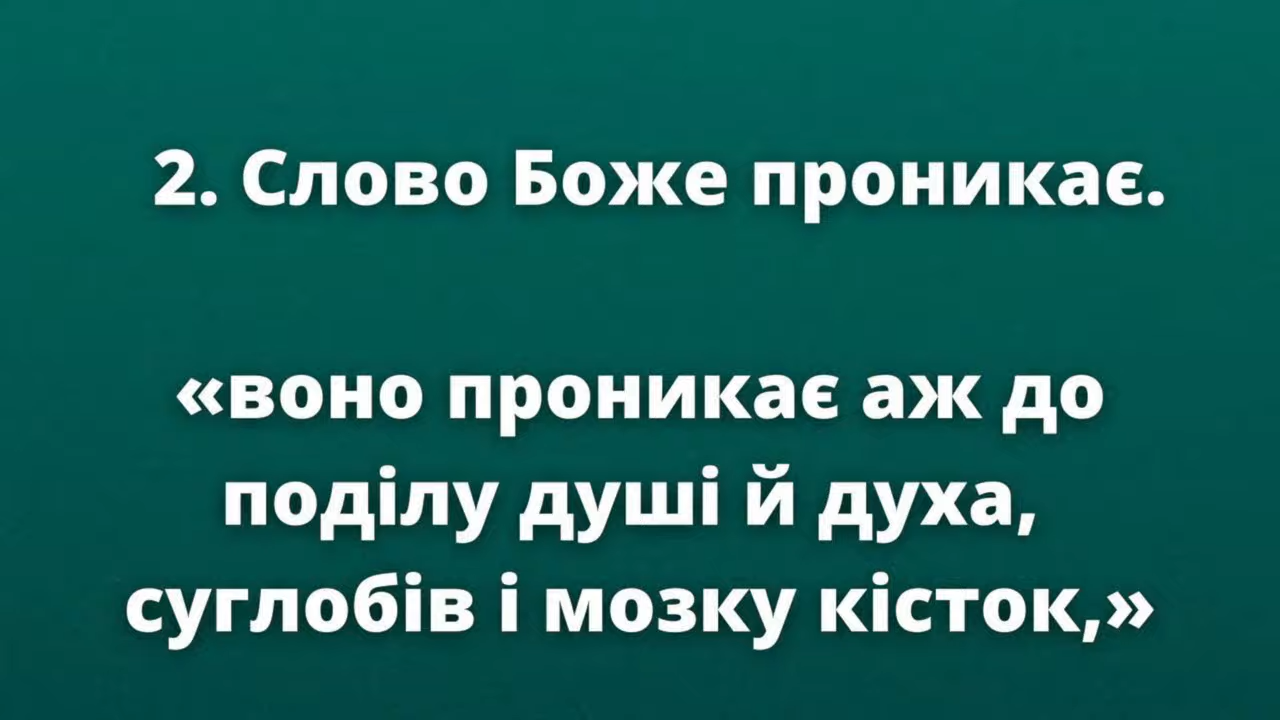 2. Слово Боже проникає.
«воно проникає аж до
поділу душі й духа,
суглобів і мозку кісток,»